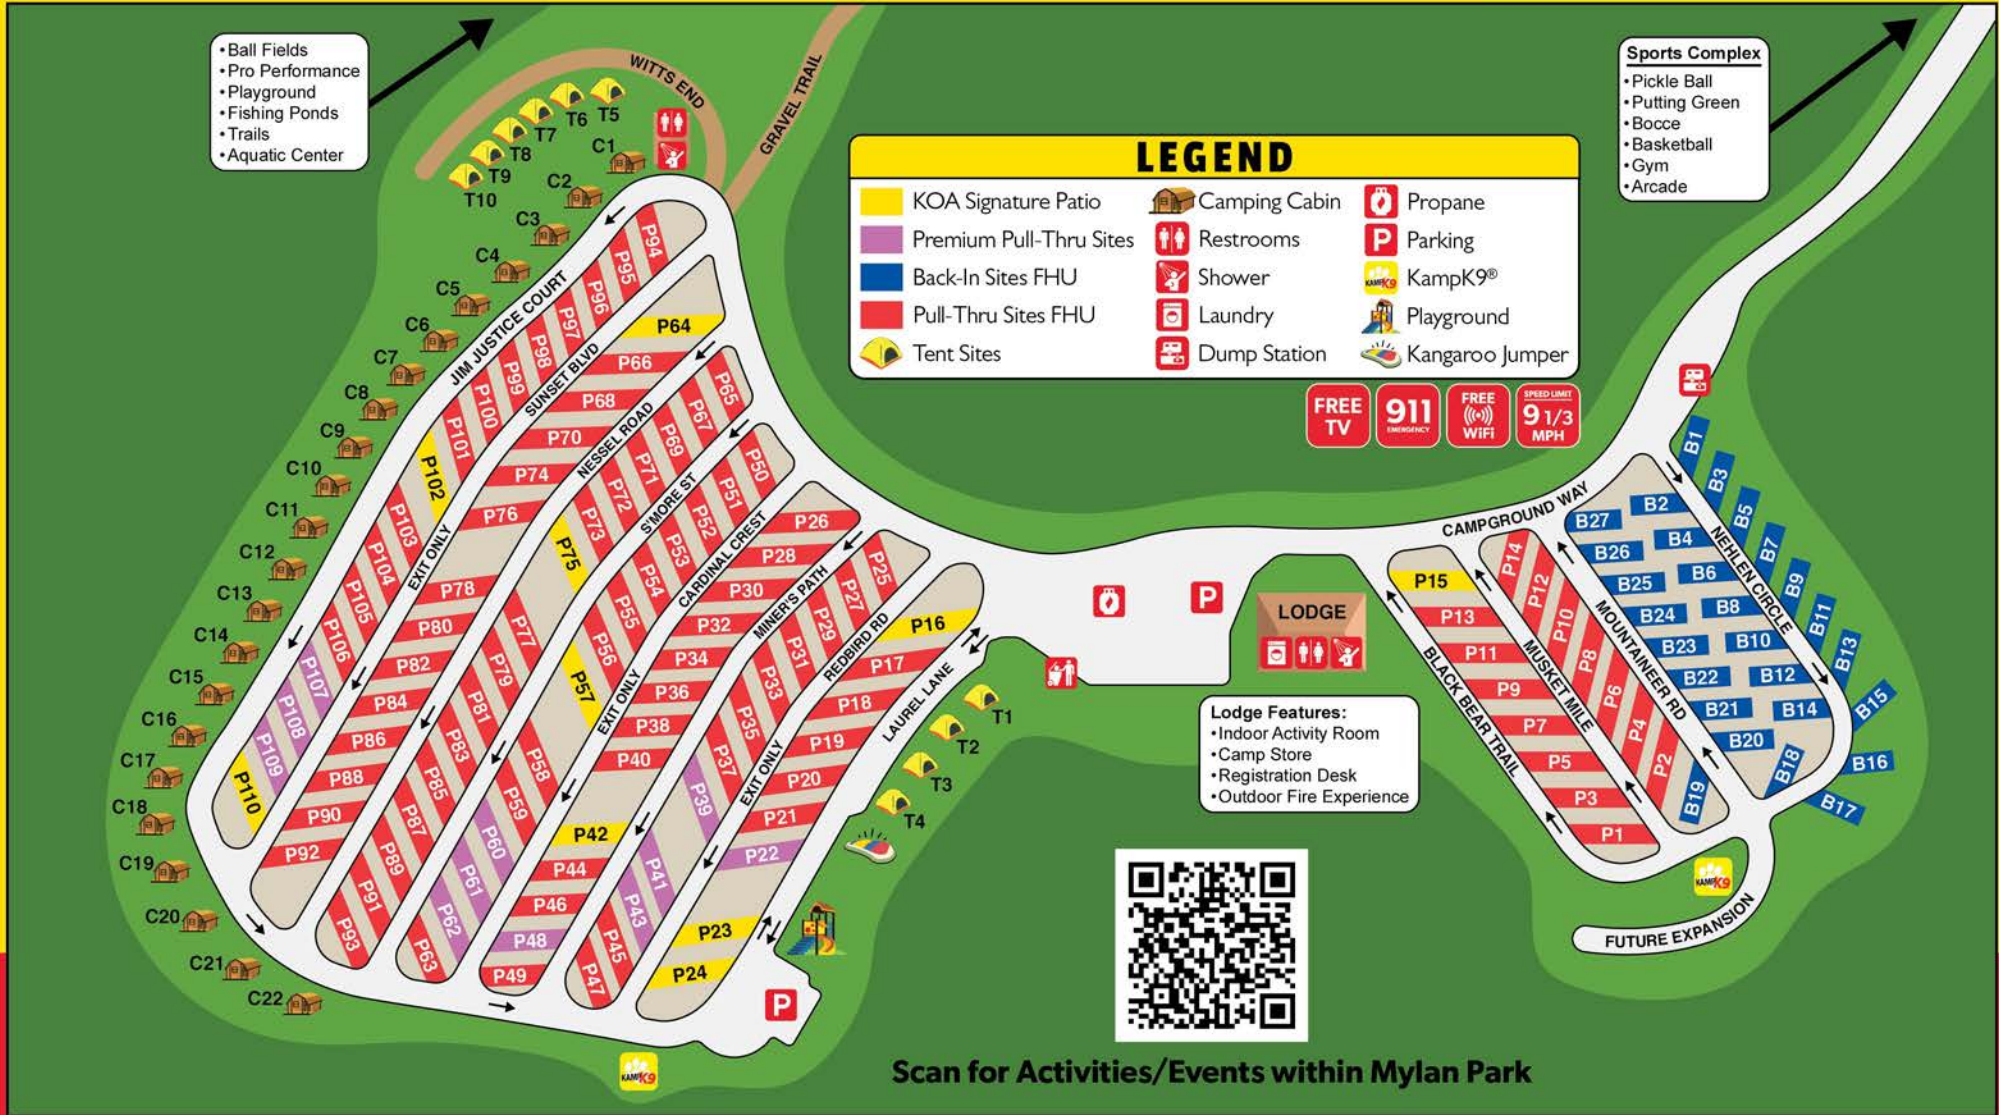 • Ball Fields
• Pro Performance
• Playground
• Fishing Ponds
• Trails
• Aquatic Center
Sports Complex
• Pickle Ball
• Putting Green
• Bocce
• Basketball
• Gym
• Arcade
WITTS END
GRAVEL TRAIL
LEGEND
KOA Signature Patio
Premium Pull-Thru Sites
Back-In Sites FHU
Pull-Thru Sites FHU
Tent Sites
Camping Cabin
Restrooms
Shower
Laundry
Dump Station
Propane
P Parking
KAMPK9 KampK9®
Playground
Kangaroo Jumper
FREE TV
911 EMERGENCY
FREE WiFi
SPEED LIMIT 9 1/3 MPH
T5
T6
T7
T8
T9
T10
C1
C2
C3
C4
C5
C6
C7
C8
C9
C10
C11
C12
C13
C14
C15
C16
C17
C18
C19
C20
C21
C22
JIM JUSTICE COURT
P94
P95
P96
P97
P98
P99
P100
P101
P102
P103
P104
P105
P106
P107
P108
P109
P110
SUNSET BLVD
EXIT ONLY
P64
P66
P68
P70
P74
P76
P78
P80
P82
P84
P86
P88
P90
P92
NESSEL ROAD
P65
P67
P69
P71
P72
P73
P75
P77
P79
P81
P83
P85
P87
P89
P91
P93
S'MORE ST
P50
P51
P52
P53
P54
P55
P56
P57
P58
P59
P60
P61
P62
P63
CARDINAL CREST
EXIT ONLY
P26
P28
P30
P32
P34
P36
P38
P40
P42
P44
P46
P48
P49
MINER'S PATH
P25
P27
P29
P31
P33
P35
P37
P39
P41
P43
P45
P47
REDBIRD RD
EXIT ONLY
P16
P17
P18
P19
P20
P21
P22
P23
P24
LAUREL LANE
T1
T2
T3
T4
P
P
KAMPK9
LODGE
Lodge Features:
• Indoor Activity Room
• Camp Store
• Registration Desk
• Outdoor Fire Experience
CAMPGROUND WAY
BLACK BEAR TRAIL
P15
P13
P11
P9
P7
P5
P3
P1
MUSKET MILE
P14
P12
P10
P8
P6
P4
P2
B19
MOUNTAINEER RD
B27
B26
B25
B24
B23
B22
B21
B20
B2
B4
B6
B8
B10
B12
B14
B18
NEHLEN CIRCLE
B1
B3
B5
B7
B9
B11
B13
B15
B16
B17
KAMPK9
FUTURE EXPANSION
Scan for Activities/Events within Mylan Park